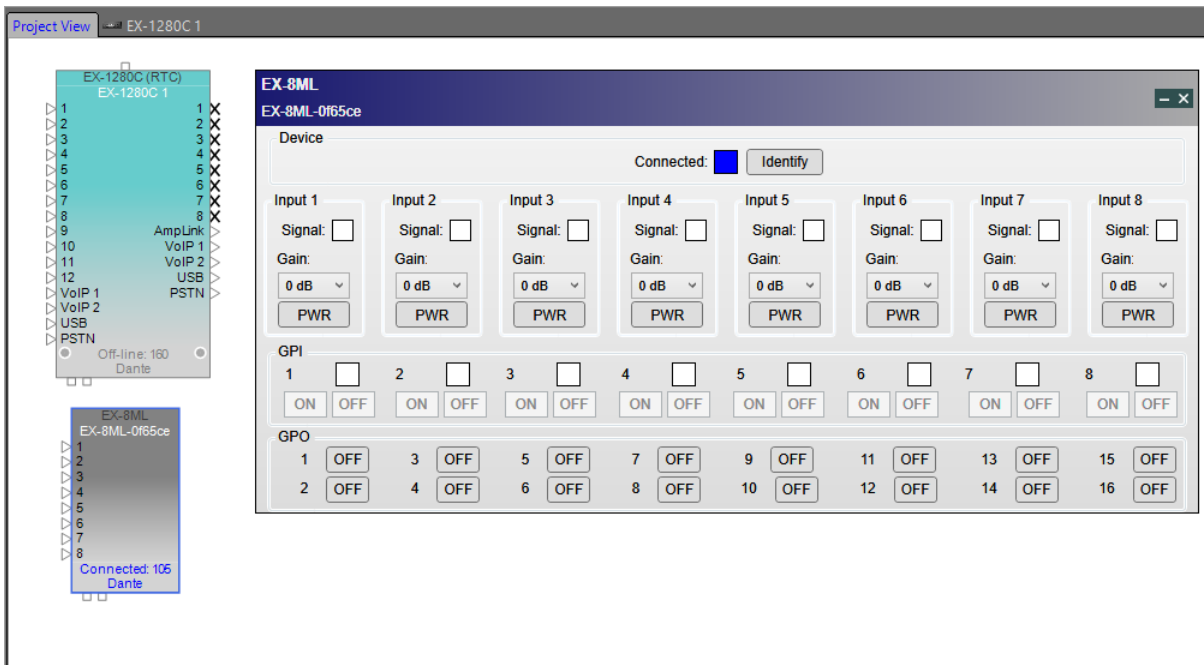 Project View EX-1280C 1
EX-1280C (RTC)
EX-1280C 1
1 1
2 2
3 3
4 4
5 5
6 6
7 7
8 8
9 AmpLink
10 VoIP 1
11 VoIP 2
12 USB
VoIP 1 PSTN
VoIP 2
USB
PSTN
Off-line: 160
Dante
EX-8ML
EX-8ML-0f65ce
1
2
3
4
5
6
7
8
Connected: 105
Dante
EX-8ML
EX-8ML-0f65ce
Device
Connected: Identify
Input 1 Input 2 Input 3 Input 4 Input 5 Input 6 Input 7 Input 8
Signal: Signal: Signal: Signal: Signal: Signal: Signal: Signal:
Gain: Gain: Gain: Gain: Gain: Gain: Gain: Gain:
0 dB 0 dB 0 dB 0 dB 0 dB 0 dB 0 dB 0 dB
PWR PWR PWR PWR PWR PWR PWR PWR
GPI
1 2 3 4 5 6 7 8
ON OFF ON OFF ON OFF ON OFF ON OFF ON OFF ON OFF ON OFF
GPO
1 OFF 3 OFF 5 OFF 7 OFF 9 OFF 11 OFF 13 OFF 15 OFF
2 OFF 4 OFF 6 OFF 8 OFF 10 OFF 12 OFF 14 OFF 16 OFF